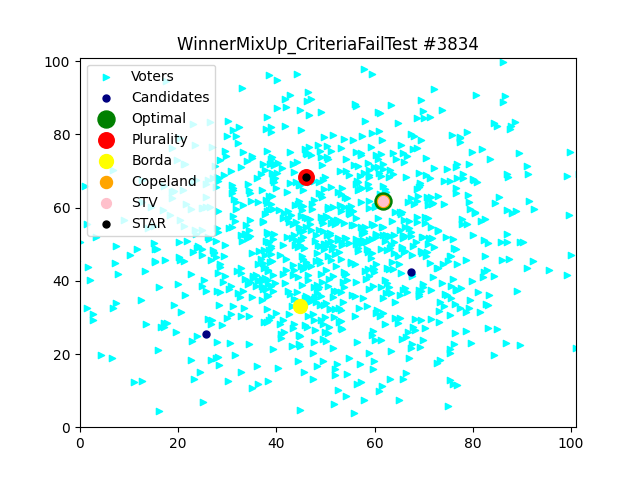 WinnerMixUp_CriteriaFailTest #3834
Voters
Candidates
Optimal
Plurality
Borda
Copeland
STV
STAR
100
80
60
40
20
0
0 20 40 60 80 100